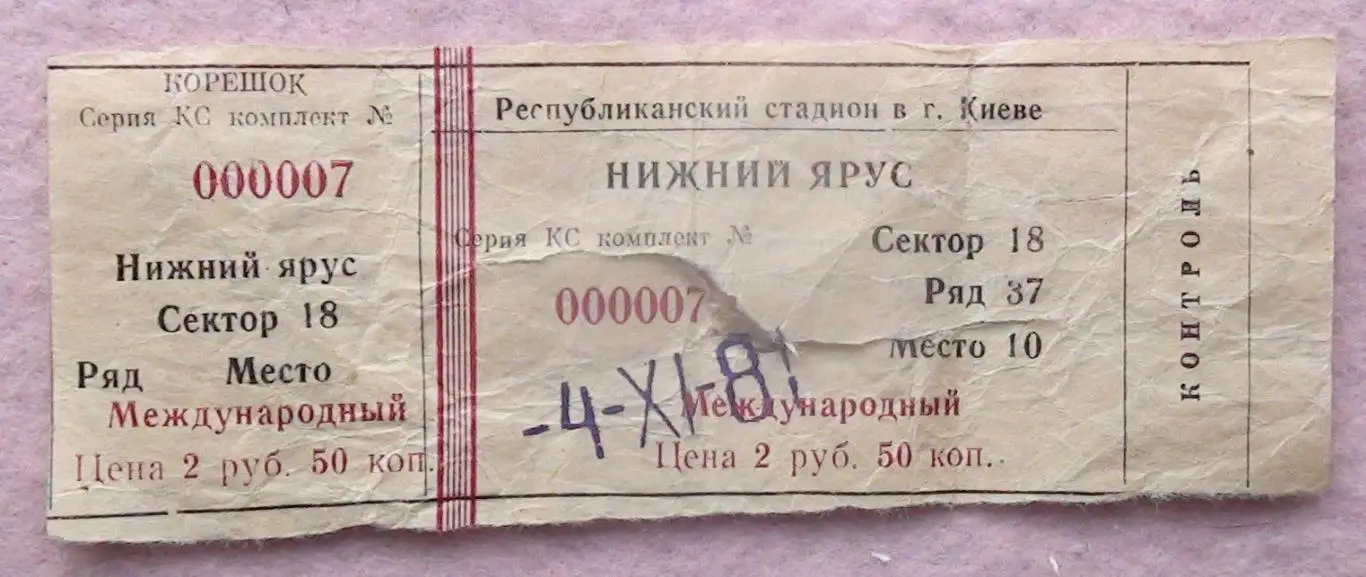 КОРЕШОК
Серия КС комплект №
000007
Нижний ярус
Сектор 18
Ряд Место
Международный
Цена 2 руб. 50 коп.
Республиканский стадион в г. Киеве
НИЖНИЙ ЯРУС
Серия КС комплект №
000007
Сектор 18
Ряд 37
Место 10
-4-XI-81
Международный
Цена 2 руб. 50 коп.
КОНТРОЛЬ